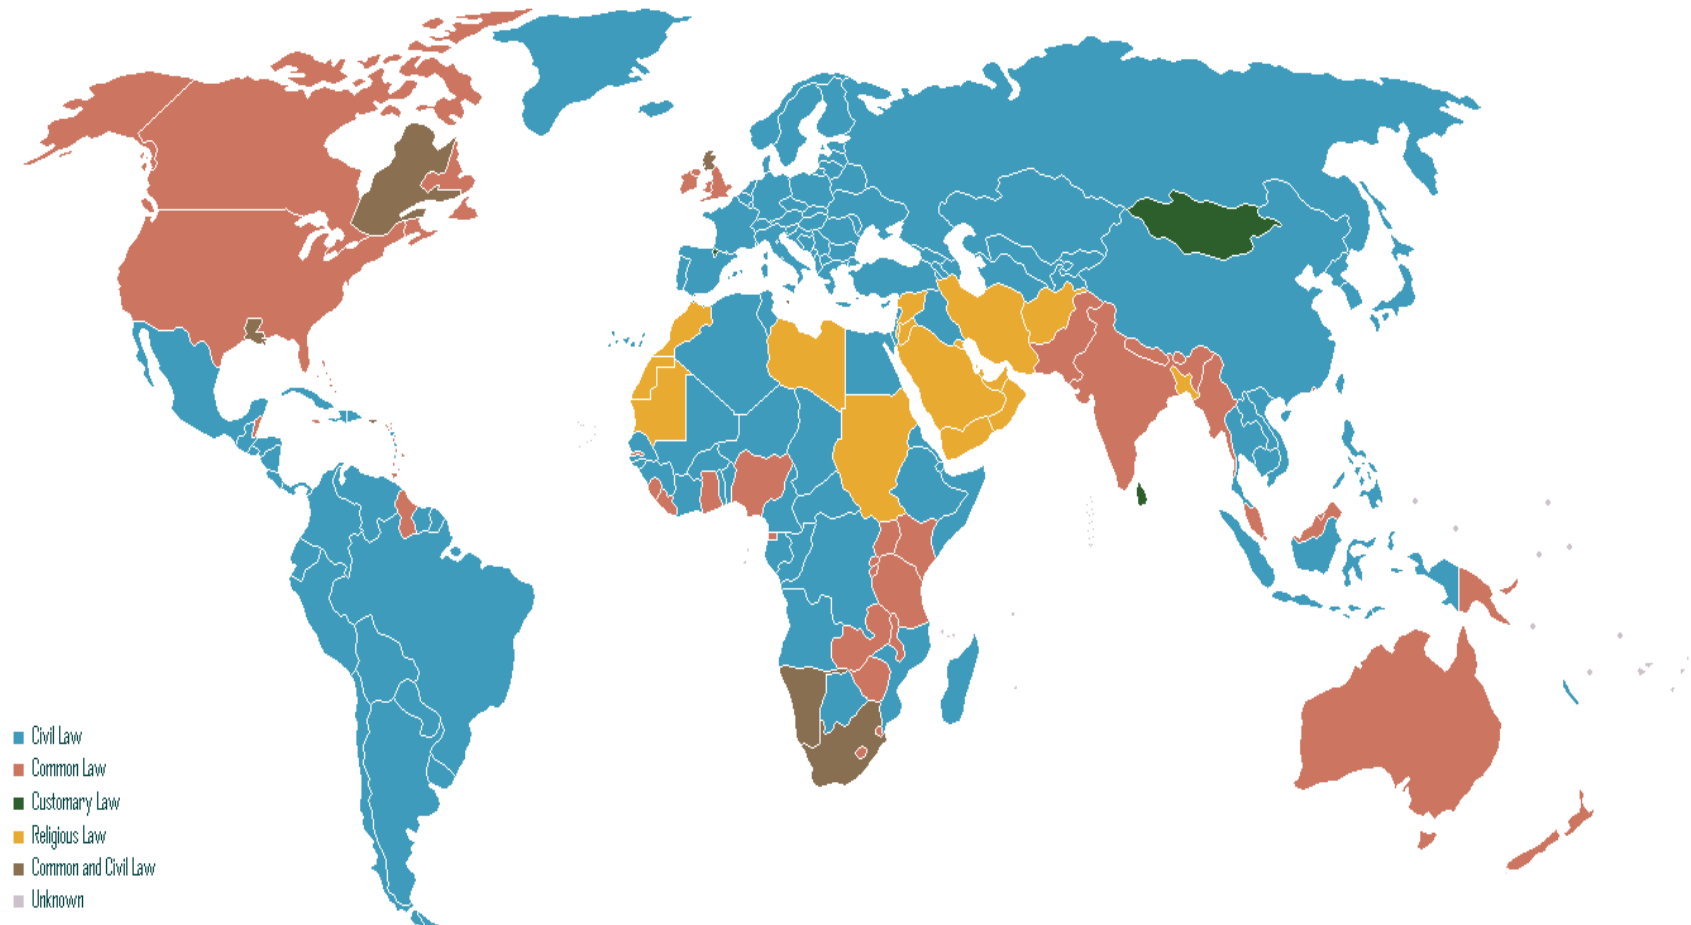 Civil Law
Common Law
Customary Law
Religious Law
Common and Civil Law
Unknown